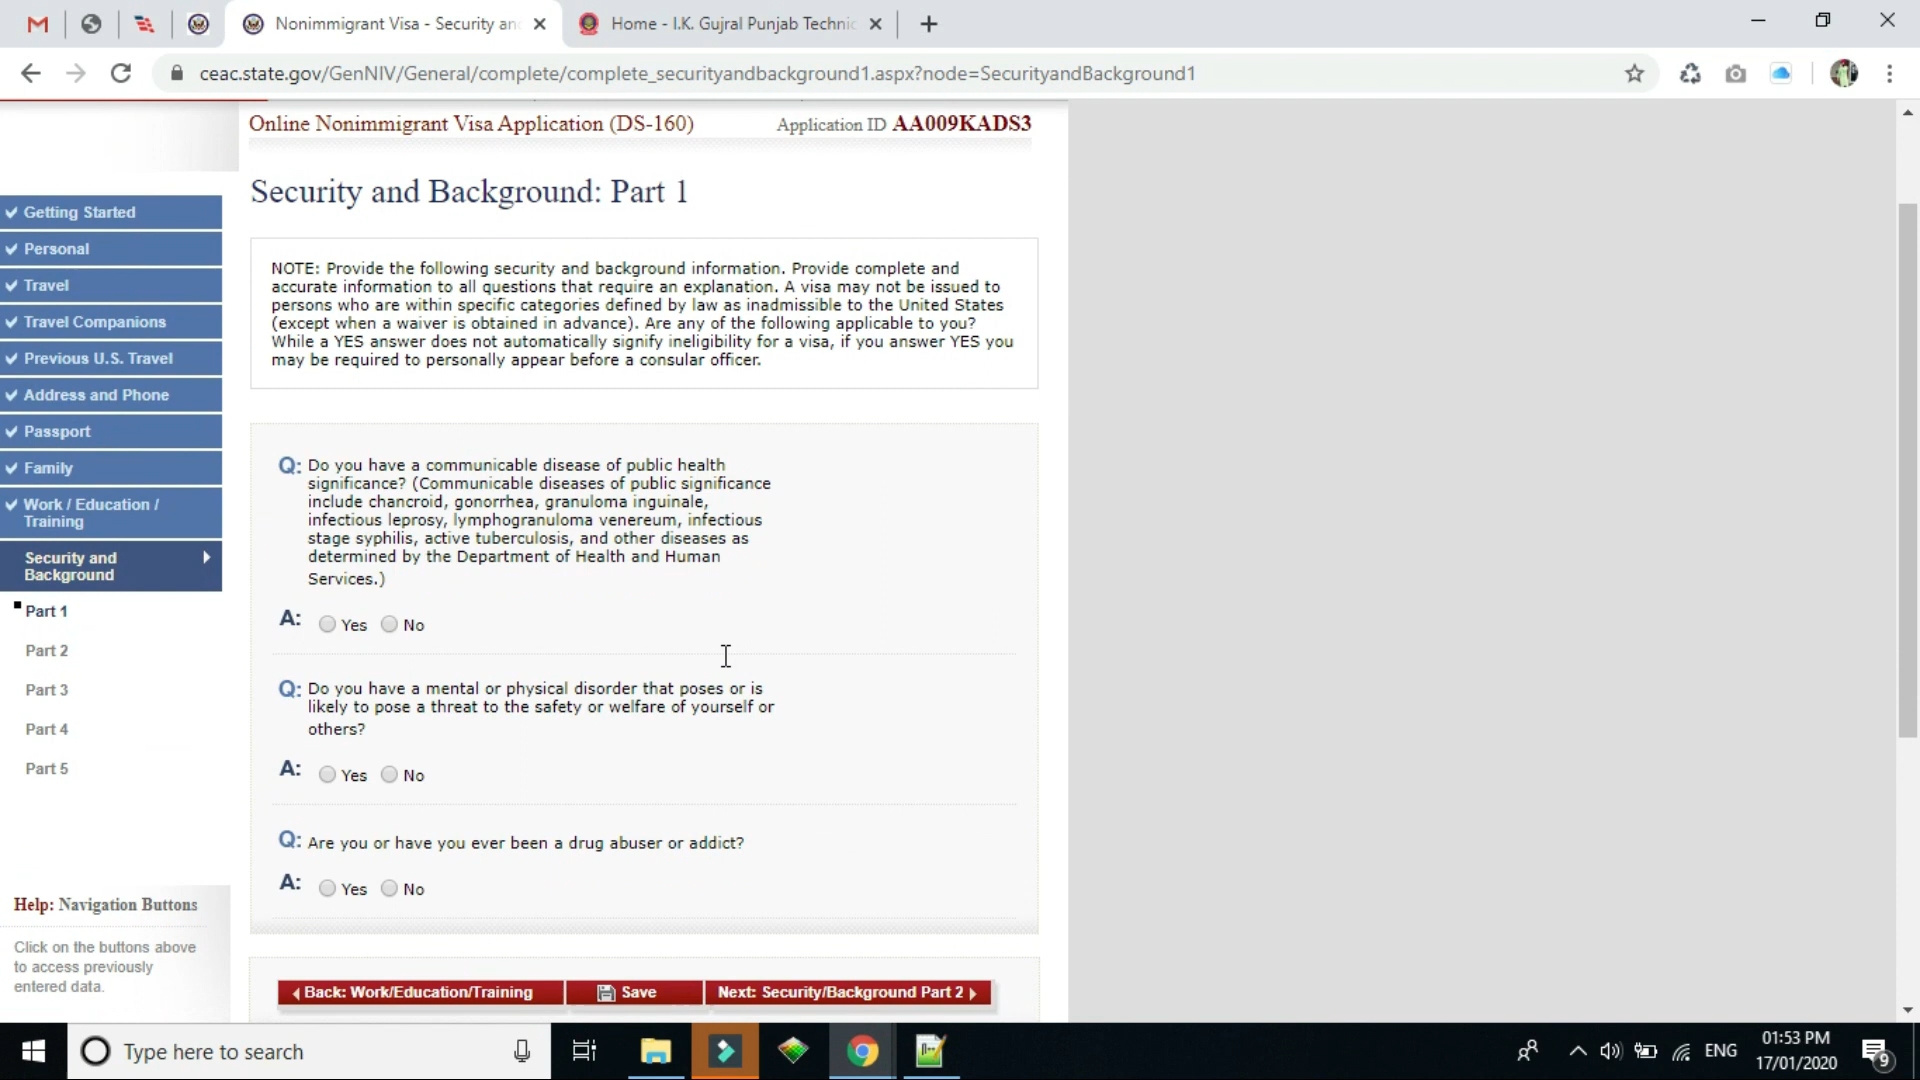 Nonimmigrant Visa - Security an
Home - I.K. Gujral Punjab Technic
ceac.state.gov/GenNIV/General/complete/complete_securityandbackground1.aspx?node=SecurityandBackground1
Online Nonimmigrant Visa Application (DS-160)
Application ID AA009KADS3
Getting Started
Personal
Travel
Travel Companions
Previous U.S. Travel
Address and Phone
Passport
Family
Work / Education /
Training
Security and
Background
Part 1
Part 2
Part 3
Part 4
Part 5
Help: Navigation Buttons
Click on the buttons above
to access previously
entered data.
Security and Background: Part 1
NOTE: Provide the following security and background information. Provide complete and
accurate information to all questions that require an explanation. A visa may not be issued to
persons who are within specific categories defined by law as inadmissible to the United States
(except when a waiver is obtained in advance). Are any of the following applicable to you?
While a YES answer does not automatically signify ineligibility for a visa, if you answer YES you
may be required to personally appear before a consular officer.
Q: Do you have a communicable disease of public health
significance? (Communicable diseases of public significance
include chancroid, gonorrhea, granuloma inguinale,
infectious leprosy, lymphogranuloma venereum, infectious
stage syphilis, active tuberculosis, and other diseases as
determined by the Department of Health and Human
Services.)
A: Yes No
Q: Do you have a mental or physical disorder that poses or is
likely to pose a threat to the safety or welfare of yourself or
others?
A: Yes No
Q: Are you or have you ever been a drug abuser or addict?
A: Yes No
Back: Work/Education/Training
Save
Next: Security/Background Part 2
Type here to search
ENG
01:53 PM
17/01/2020
9